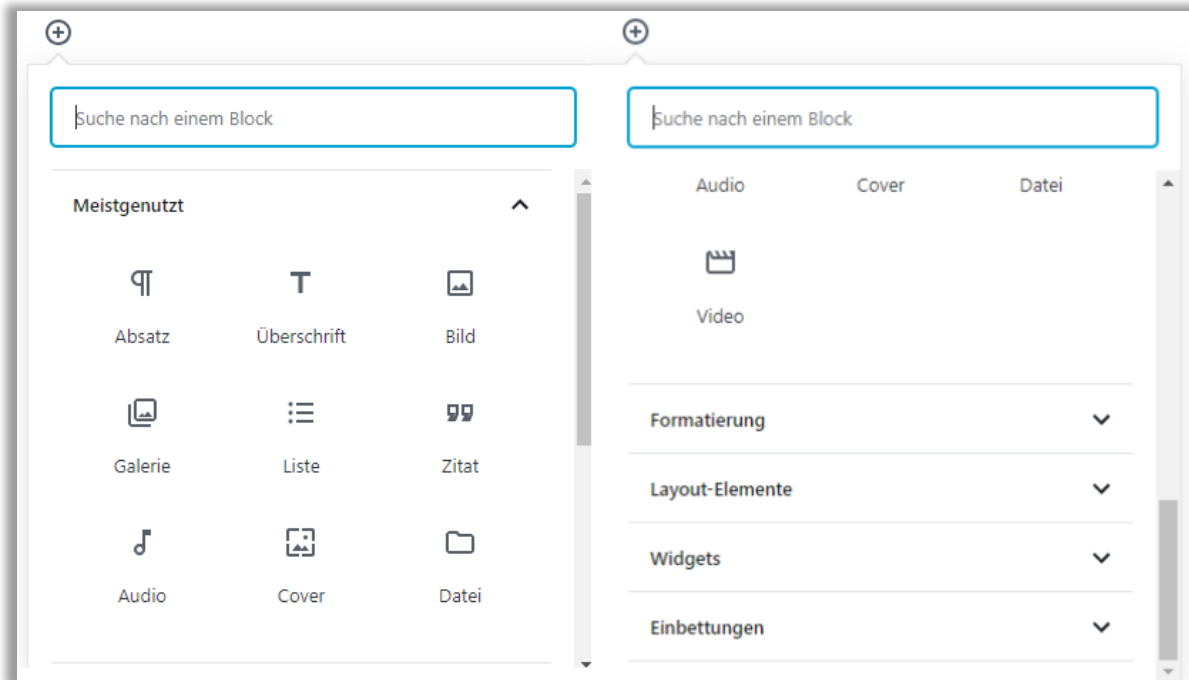 Suche nach einem Block
Meistgenutzt
Absatz Überschrift Bild
Galerie Liste Zitat
Audio Cover Datei
Suche nach einem Block
Audio Cover Datei
Video
Formatierung
Layout-Elemente
Widgets
Einbettungen